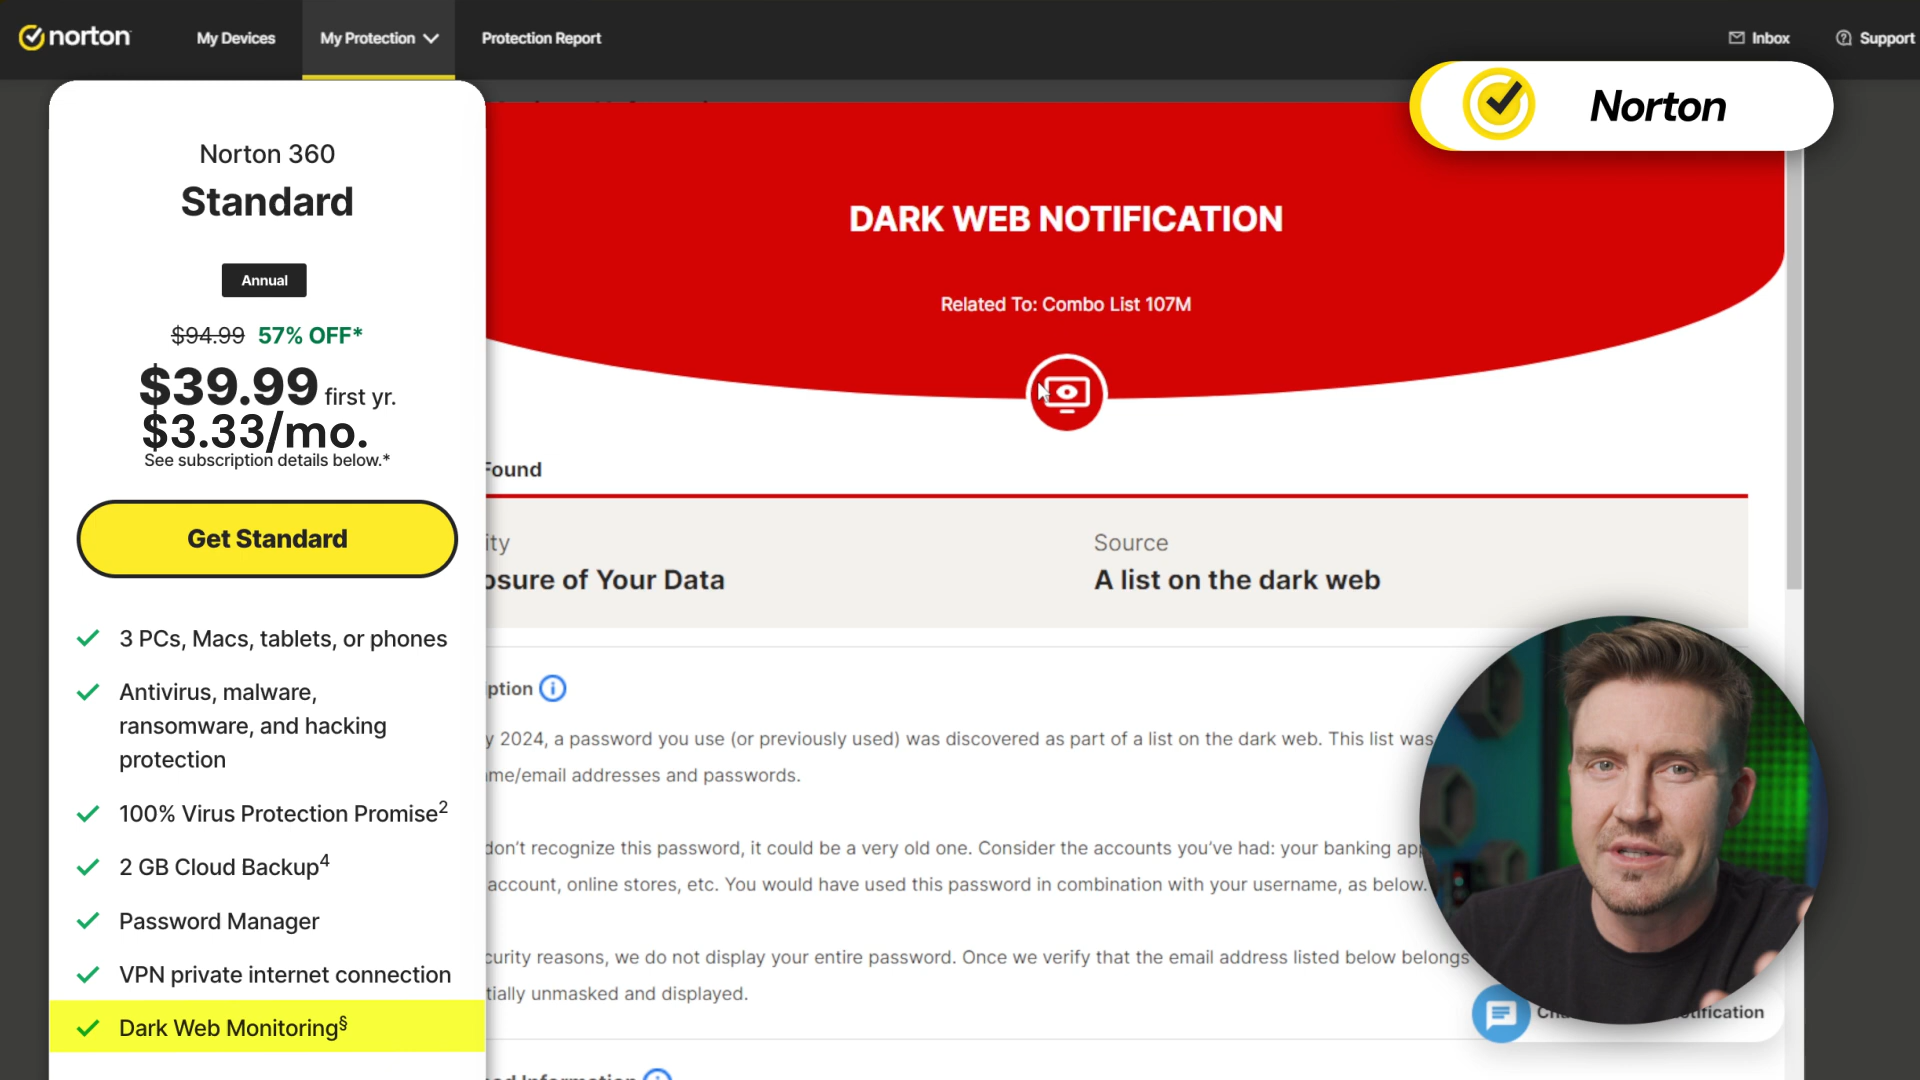 norton
My Devices
My Protection
Protection Report
Inbox
Support
Norton
Norton 360
Standard
Annual
$94.99 57% OFF*
$39.99 first yr.
$3.33/mo.
See subscription details below.*
Get Standard
3 PCs, Macs, tablets, or phones
Antivirus, malware,
ransomware, and hacking
protection
100% Virus Protection Promise2
2 GB Cloud Backup4
Password Manager
VPN private internet connection
Dark Web Monitoring§
DARK WEB NOTIFICATION
Related To: Combo List 107M
Found
ity
osure of Your Data
Source
A list on the dark web
ption
y 2024, a password you use (or previously used) was discovered as part of a list on the dark web. This list was
me/email addresses and passwords.
don't recognize this password, it could be a very old one. Consider the accounts you've had: your banking app
account, online stores, etc. You would have used this password in combination with your username, as below.
curity reasons, we do not display your entire password. Once we verify that the email address listed below belongs
tially unmasked and displayed.